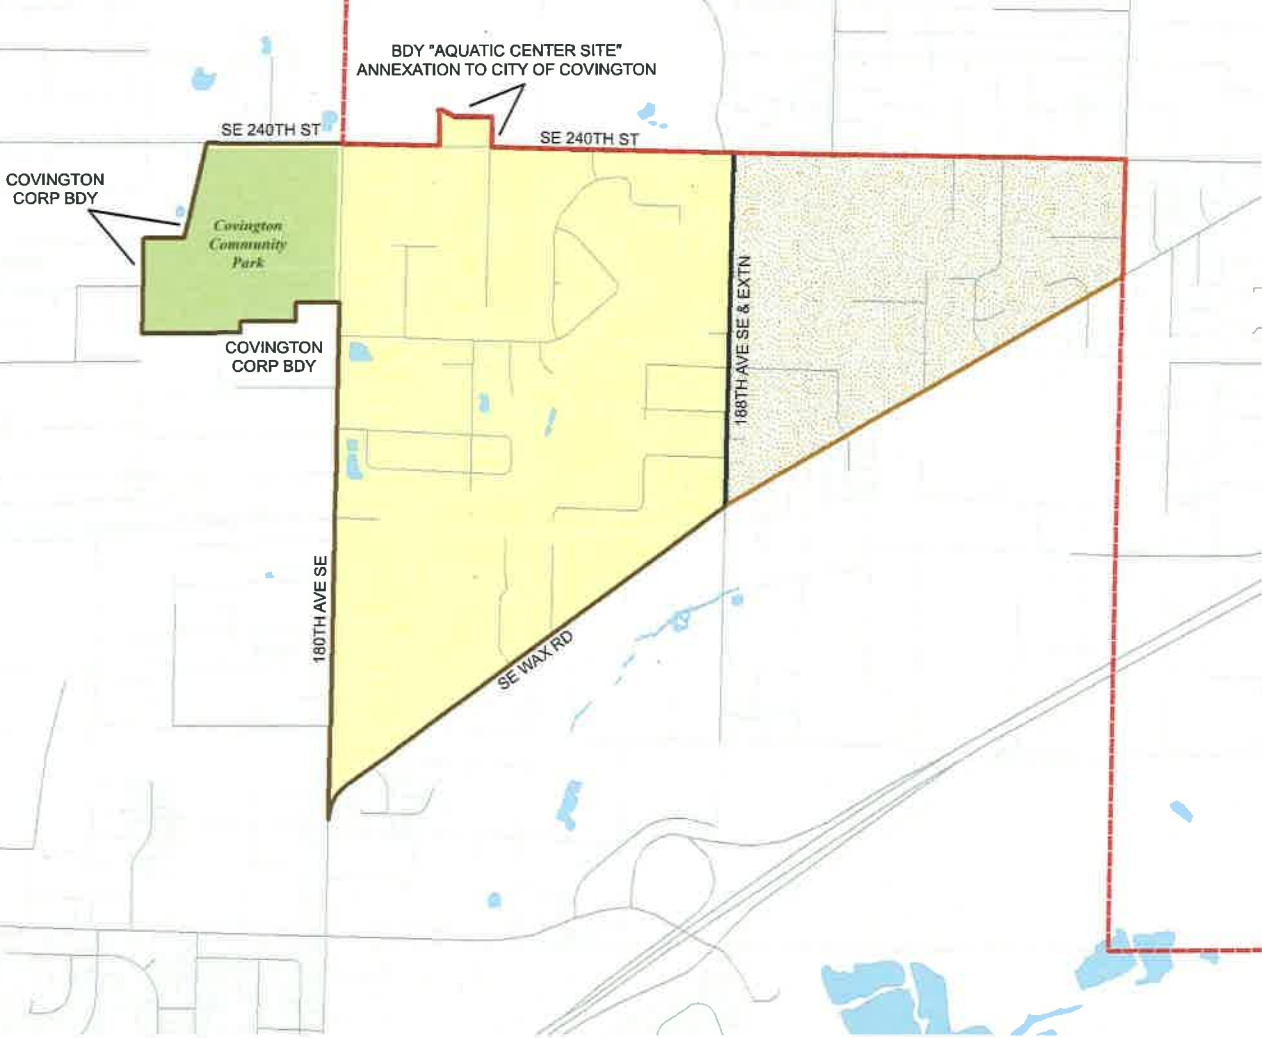 BDY "AQUATIC CENTER SITE"
ANNEXATION TO CITY OF COVINGTON
SE 240TH ST
SE 240TH ST
COVINGTON
CORP BDY
Covington
Community
Park
188TH AVE SE & EXTN
COVINGTON
CORP BDY
180TH AVE SE
SE WAX RD